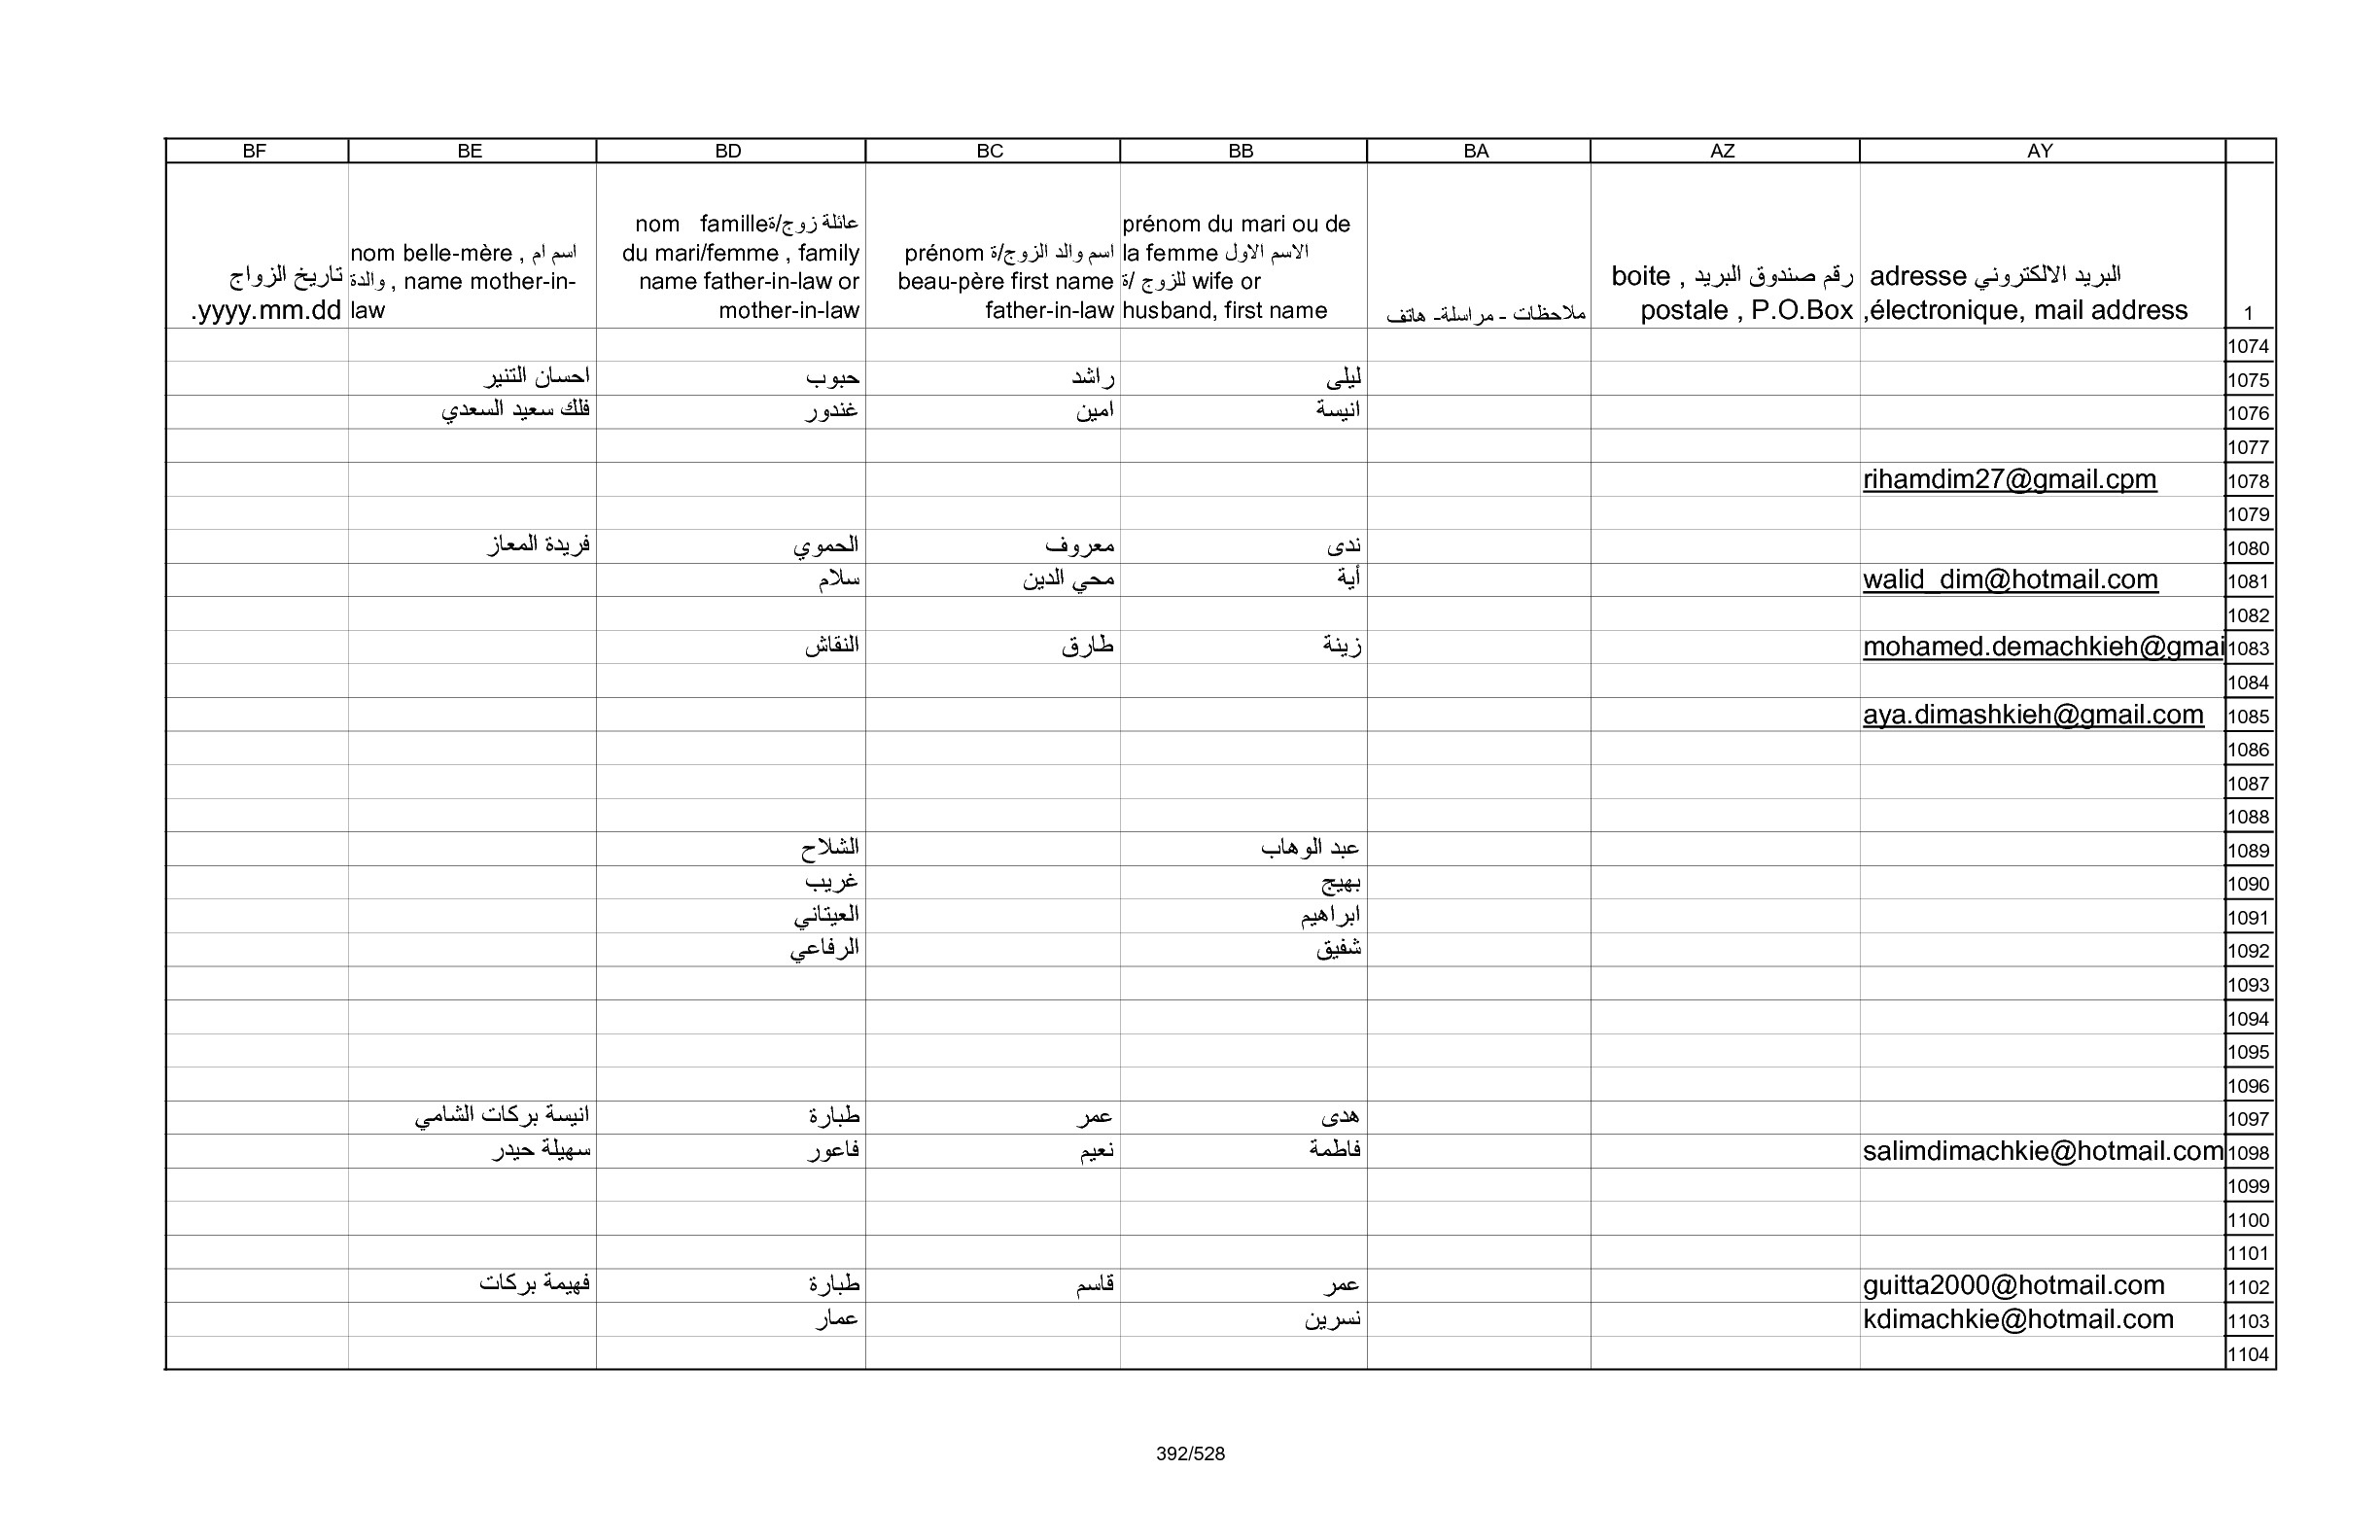 BF BE BD BC BB BA AZ AY
تاريخ الزواج
yyyy.mm.dd.
nom belle-mère , اسم ام
والدة , name mother-in-
law
nom famille عائلة زوج/ة
du mari/femme , family
name father-in-law or
mother-in-law
prénom اسم والد الزوج/ة
beau-père first name
father-in-law
prénom du mari ou de
la femme الاسم الاول
للزوج /ة wife or
husband, first name
ملاحظات - مراسلة- هاتف
boite , رقم صندوق البريد
postale , P.O.Box
adresse البريد الالكتروني
électronique, mail address,
1
1074
احسان التنير حبوب راشد ليلى 1075
فلك سعيد السعدي غندور امين انيسة 1076
1077
rihamdim27@gmail.cpm 1078
1079
فريدة المعاز الحموي معروف ندى 1080
سلام محي الدين أية walid_dim@hotmail.com 1081
1082
النقاش طارق زينة mohamed.demachkieh@gmai 1083
1084
aya.dimashkieh@gmail.com 1085
1086
1087
1088
الشلاح عبد الوهاب 1089
غريب بهيج 1090
العيتاني ابراهيم 1091
الرفاعي شفيق 1092
1093
1094
1095
1096
انيسة بركات الشامي طبارة عمر هدى 1097
سهيلة حيدر فاعور نعيم فاطمة salimdimachkie@hotmail.com 1098
1099
1100
1101
فهيمة بركات طبارة قاسم عمر guitta2000@hotmail.com 1102
عمار نسرين kdimachkie@hotmail.com 1103
1104
392/528